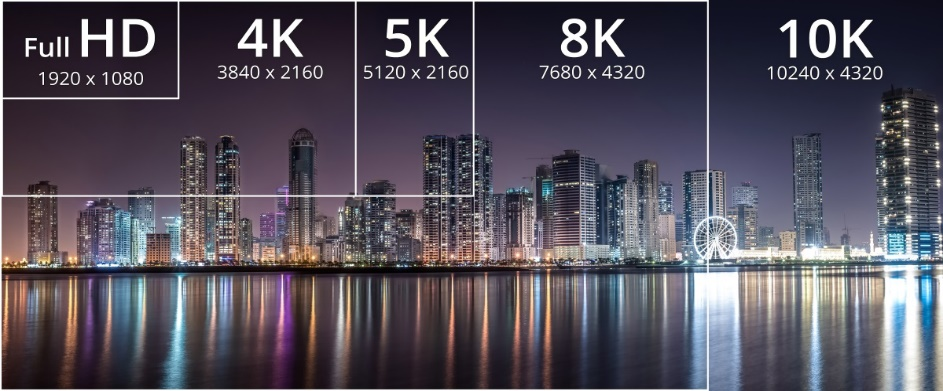 Full HD
1920 x 1080
4K
3840 x 2160
5K
5120 x 2160
8K
7680 x 4320
10K
10240 x 4320